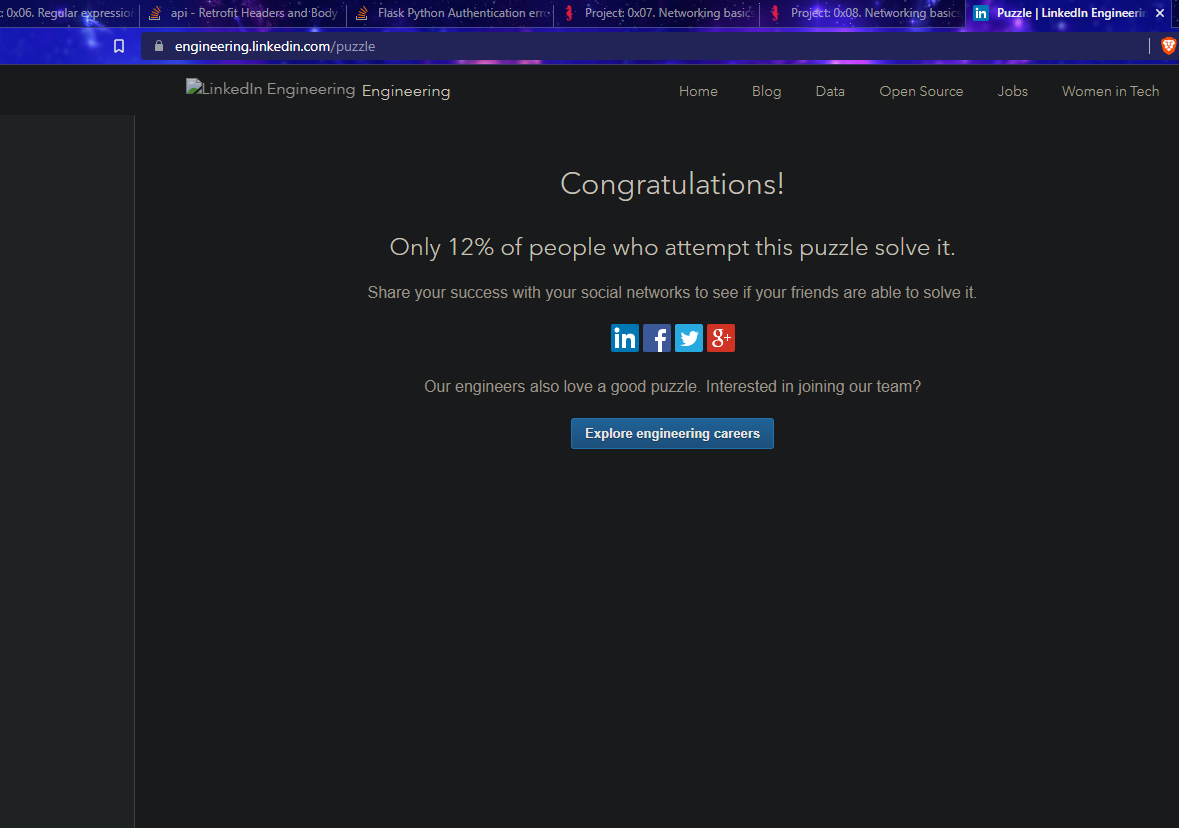 : 0x06. Regular expressio
api - Retrofit Headers and Body
Flask Python Authentication erro
Project: 0x07. Networking basics
Project: 0x08. Networking basics
Puzzle | LinkedIn Engineerin
engineering.linkedin.com/puzzle
LinkedIn Engineering Engineering
Home Blog Data Open Source Jobs Women in Tech
Congratulations!
Only 12% of people who attempt this puzzle solve it.
Share your success with your social networks to see if your friends are able to solve it.
in f g+
Our engineers also love a good puzzle. Interested in joining our team?
Explore engineering careers